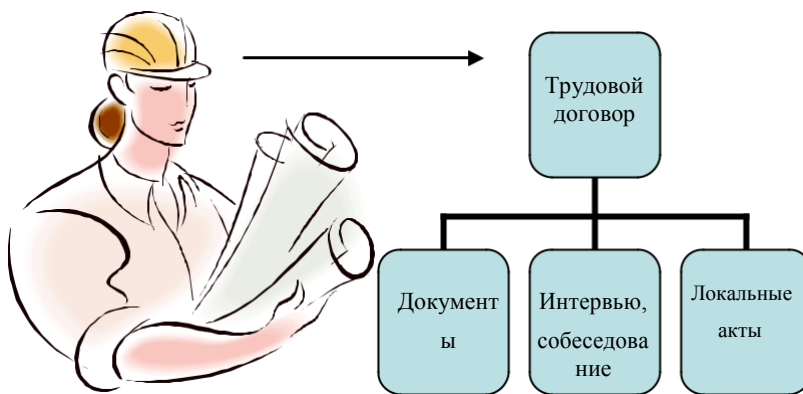 Трудовой
договор
Документ
ы
Интервью,
собеседова
ние
Локальные
акты